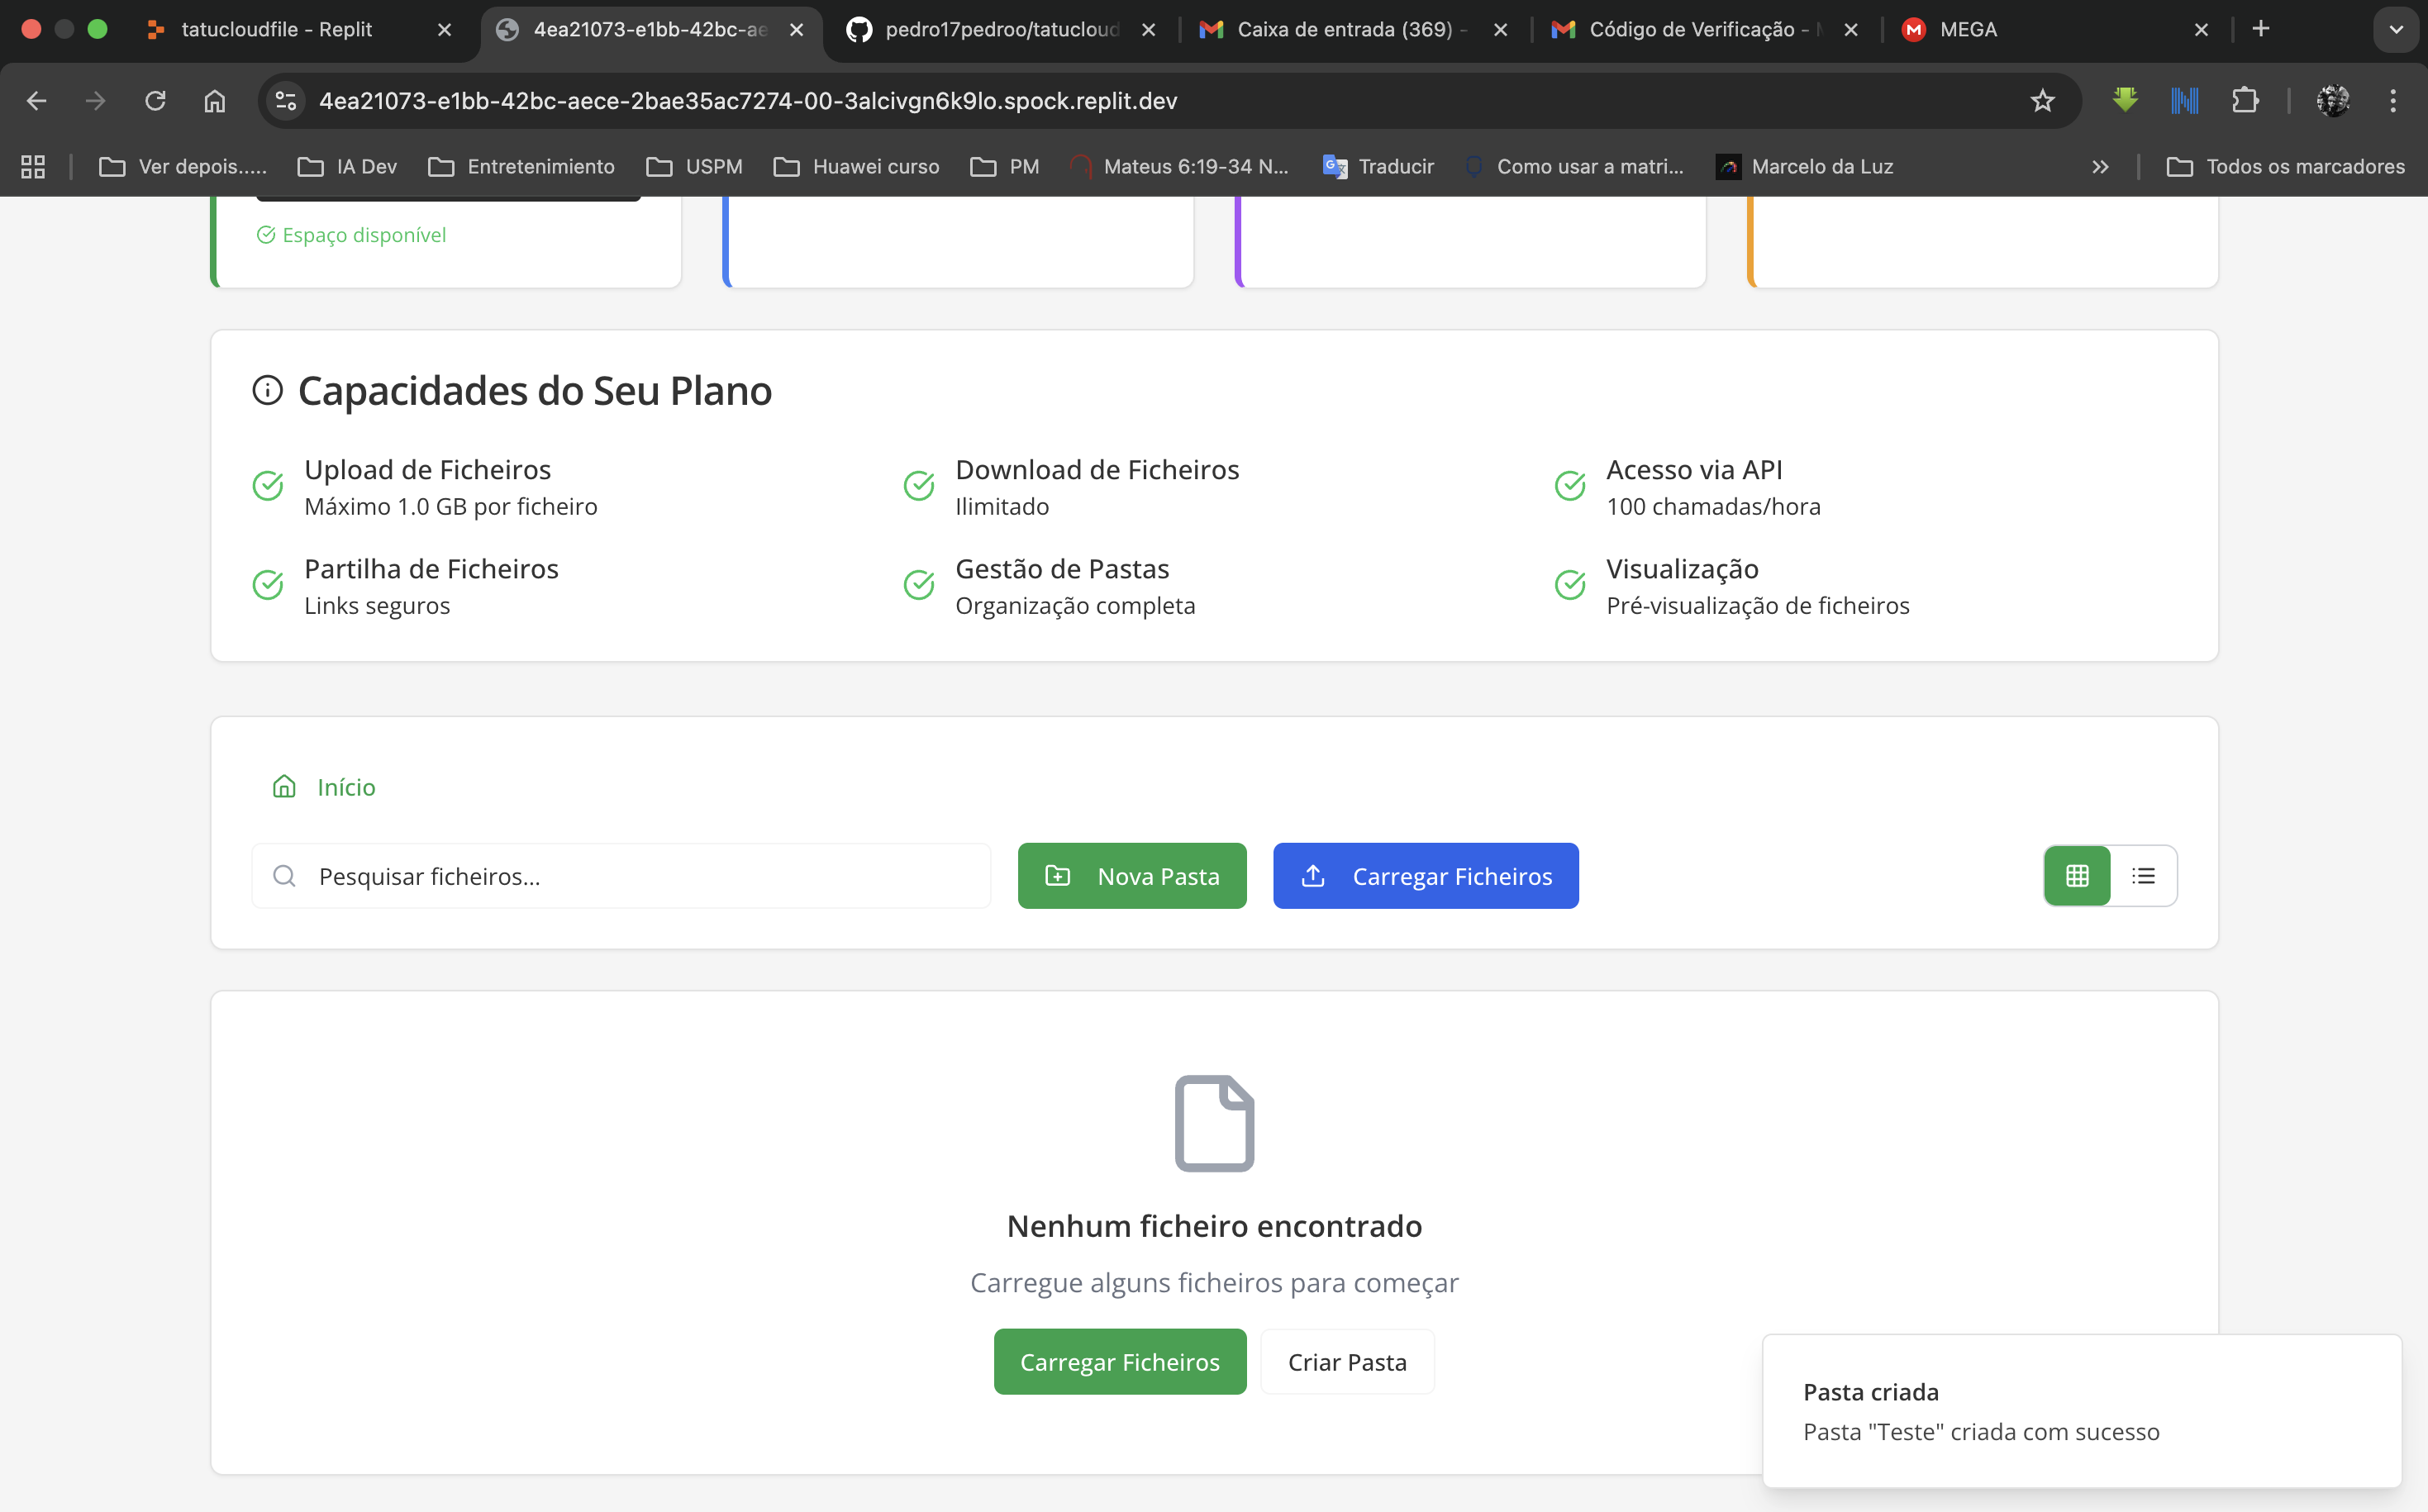 tatucloudfile - Replit
4ea21073-e1bb-42bc-ae
pedro17pedroo/tatucloud
Caixa de entrada (369) -
Código de Verificação -
MEGA
4ea21073-e1bb-42bc-aece-2bae35ac7274-00-3alcivgn6k9lo.spock.replit.dev
Ver depois.....
IA Dev
Entretenimiento
USPM
Huawei curso
PM
Mateus 6:19-34 N...
Traducir
Como usar a matri...
Marcelo da Luz
Todos os marcadores
Espaço disponível
Capacidades do Seu Plano
Upload de Ficheiros
Máximo 1.0 GB por ficheiro
Download de Ficheiros
Ilimitado
Acesso via API
100 chamadas/hora
Partilha de Ficheiros
Links seguros
Gestão de Pastas
Organização completa
Visualização
Pré-visualização de ficheiros
Início
Pesquisar ficheiros...
Nova Pasta
Carregar Ficheiros
Nenhum ficheiro encontrado
Carregue alguns ficheiros para começar
Carregar Ficheiros
Criar Pasta
Pasta criada
Pasta "Teste" criada com sucesso